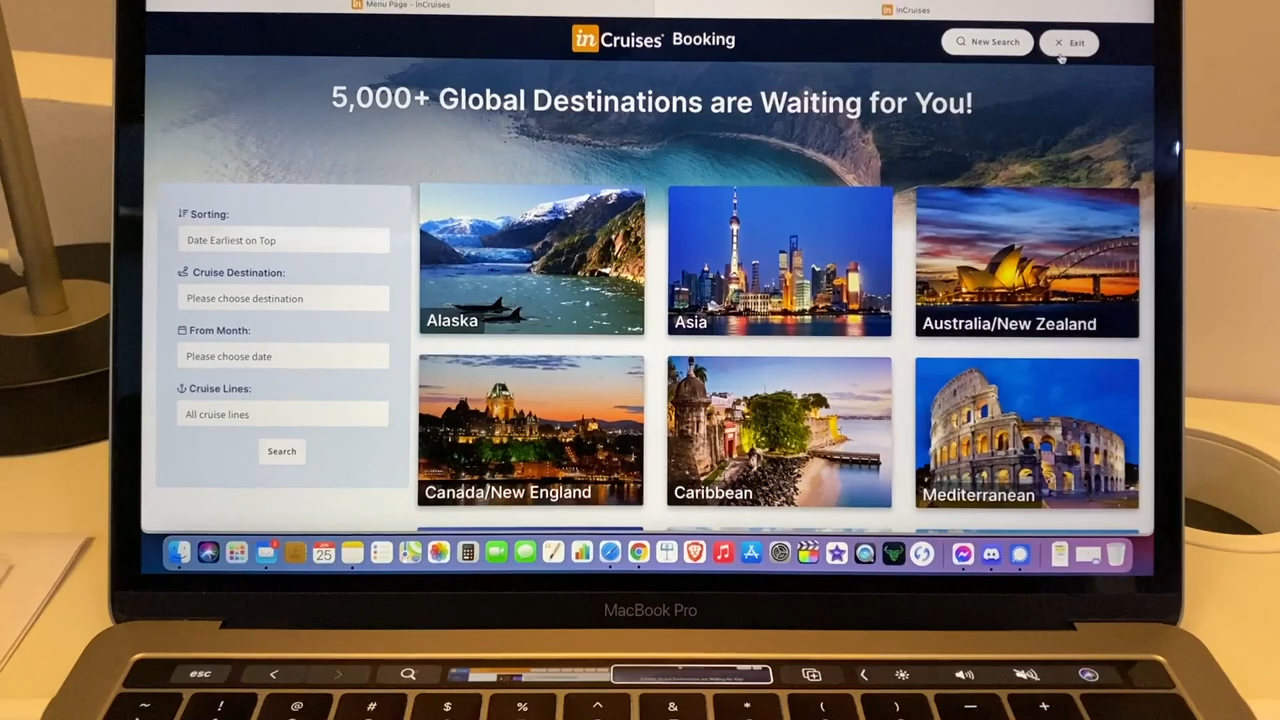 Menu Page - inCruises
InCruises
inCruises® Booking
New Search
Exit
5,000+ Global Destinations are Waiting for You!
Sorting:
Date Earliest on Top
Cruise Destination:
Please choose destination
From Month:
Please choose date
Cruise Lines:
All cruise lines
Search
Alaska
Asia
Australia/New Zealand
Canada/New England
Caribbean
Mediterranean
25
MacBook Pro
esc
~ ! @ # $ % ^ & * ( ) — +